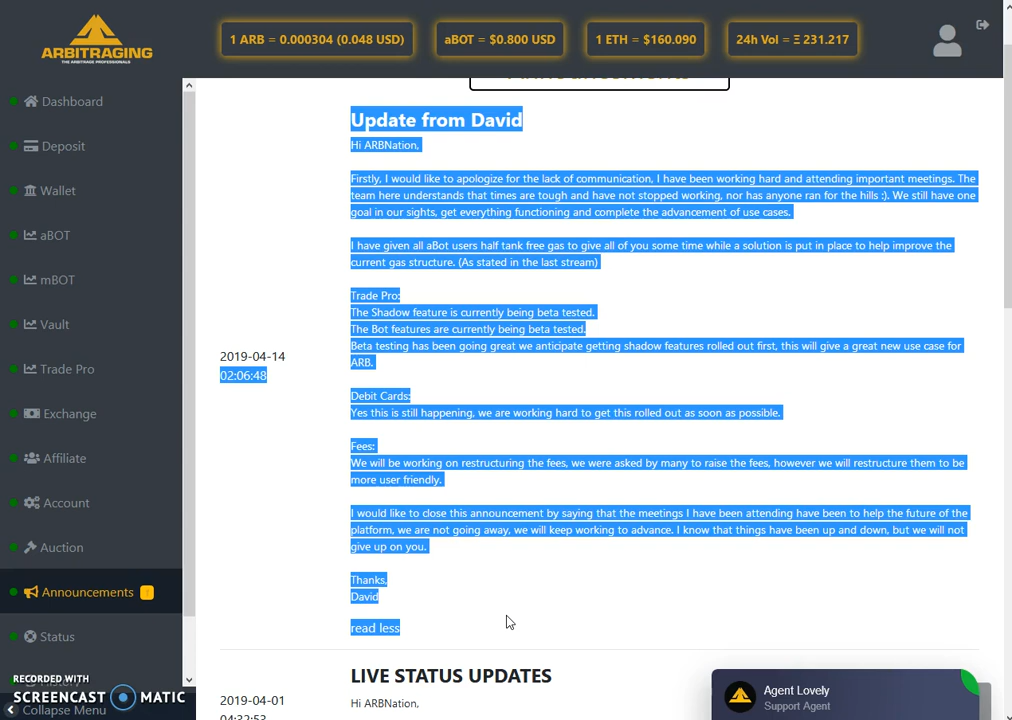 ARBITRAGING
THE ARBITRAGE PROFESSIONALS
1 ARB = 0.000304 (0.048 USD)
aBOT = $0.800 USD
1 ETH = $160.090
24h Vol = Ξ 231.217
Dashboard
Deposit
Wallet
aBOT
mBOT
Vault
Trade Pro
Exchange
Affiliate
Account
Auction
Announcements
Status
RECORDED WITH
SCREENCAST MATIC
Collapse Menu
2019-04-14
02:06:48
Update from David
Hi ARBNation,
Firstly, I would like to apologize for the lack of communication, I have been working hard and attending important meetings. The
team here understands that times are tough and have not stopped working, nor has anyone ran for the hills :). We still have one
goal in our sights, get everything functioning and complete the advancement of use cases.
I have given all aBot users half tank free gas to give all of you some time while a solution is put in place to help improve the
current gas structure. (As stated in the last stream)
Trade Pro:
The Shadow feature is currently being beta tested.
The Bot features are currently being beta tested.
Beta testing has been going great we anticipate getting shadow features rolled out first, this will give a great new use case for
ARB.
Debit Cards:
Yes this is still happening, we are working hard to get this rolled out as soon as possible.
Fees:
We will be working on restructuring the fees, we were asked by many to raise the fees, however we will restructure them to be
more user friendly.
I would like to close this announcement by saying that the meetings I have been attending have been to help the future of the
platform, we are not going away, we will keep working to advance. I know that things have been up and down, but we will not
give up on you.
Thanks,
David
read less
2019-04-01
04:32:53
LIVE STATUS UPDATES
Hi ARBNation,
Agent Lovely
Support Agent